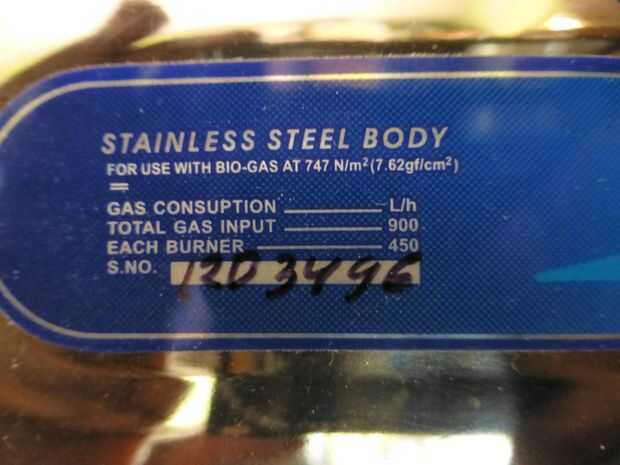 STAINLESS STEEL BODY
FOR USE WITH BIO-GAS AT 747 N/m² (7.62gf/cm²)
GAS CONSUPTION L/h
TOTAL GAS INPUT 900
EACH BURNER 450
S.NO. 12D3496